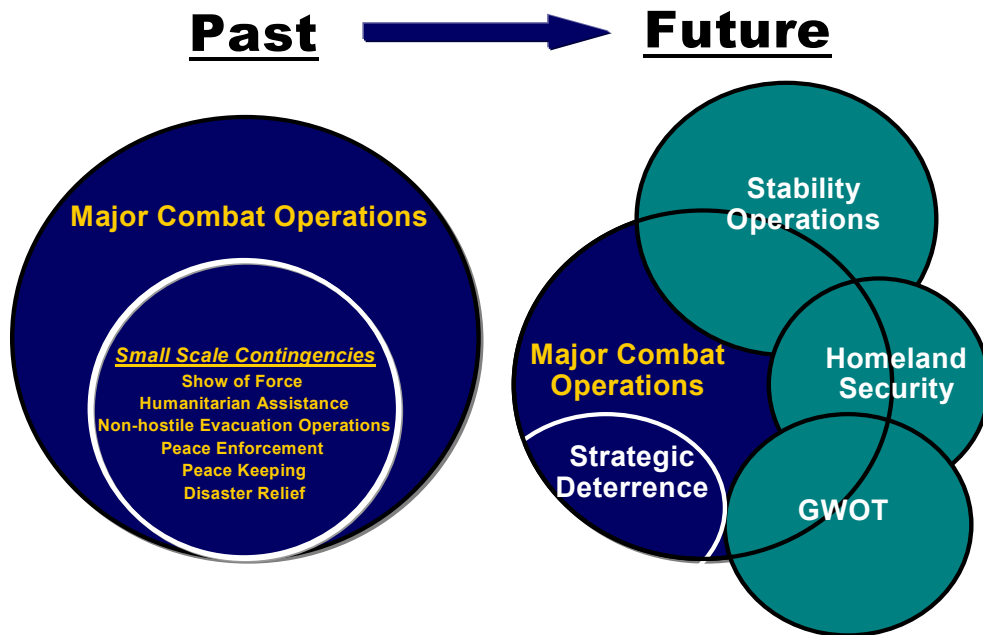 Past
Future
Major Combat Operations
Small Scale Contingencies
Show of Force
Humanitarian Assistance
Non-hostile Evacuation Operations
Peace Enforcement
Peace Keeping
Disaster Relief
Stability
Operations
Major Combat
Operations
Homeland
Security
Strategic
Deterrence
GWOT